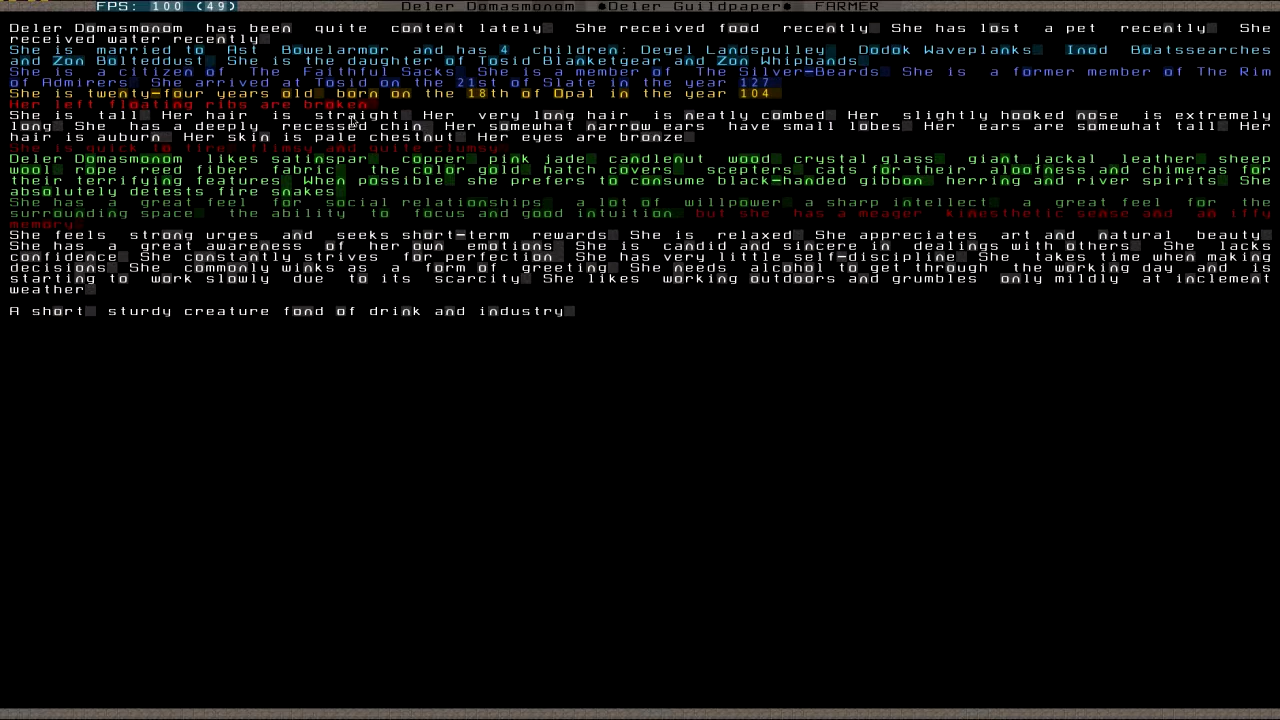 FPS: 100 (49) Deler Domasmonom •Deler Guildpaper• FARMER
Deler Domasmonom has been quite content lately. She received food recently. She has lost a pet recently. She
received water recently.
She is married to Ast Bowelarmor and has 4 children: Degel Landspulley, Dodok Waveplanks, Inod Boatssearches
and Zon Bolteddust. She is the daughter of Tosid Blanketgear and Zon Whipbands.
She is a citizen of The Faithful Sacks. She is a member of The Silver-Beards. She is a former member of The Rim
of Admirers. She arrived at Tosid on the 21st of Slate in the year 127.
She is twenty-four years old, born on the 18th of Opal in the year 104.
Her left floating ribs are broken.
She is tall. Her hair is straight. Her very long hair is neatly combed. Her slightly hooked nose is extremely
long. She has a deeply recessed chin. Her somewhat narrow ears have small lobes. Her ears are somewhat tall. Her
hair is auburn. Her skin is pale chestnut. Her eyes are bronze.
She is quick to tire, flimsy and quite clumsy.
Deler Domasmonom likes satinspar, copper, pink jade, candlenut wood, crystal glass, giant jackal leather, sheep
wool, rope reed fiber fabric, the color gold, hatch covers, scepters, cats for their aloofness and chimeras for
their terrifying features. When possible, she prefers to consume black-handed gibbon, herring and river spirits. She
absolutely detests fire snakes.
She has a great feel for social relationships, a lot of willpower, a sharp intellect, a great feel for the
surrounding space, the ability to focus and good intuition, but she has a meager kinesthetic sense and an iffy
memory.
She feels strong urges and seeks short-term rewards. She is relaxed. She appreciates art and natural beauty.
She has a great awareness of her own emotions. She is candid and sincere in dealings with others. She lacks
confidence. She constantly strives for perfection. She has very little self-discipline. She takes time when making
decisions. She commonly winks as a form of greeting. She needs alcohol to get through the working day and is
starting to work slowly due to its scarcity. She likes working outdoors and grumbles only mildly at inclement
weather.
A short, sturdy creature fond of drink and industry.